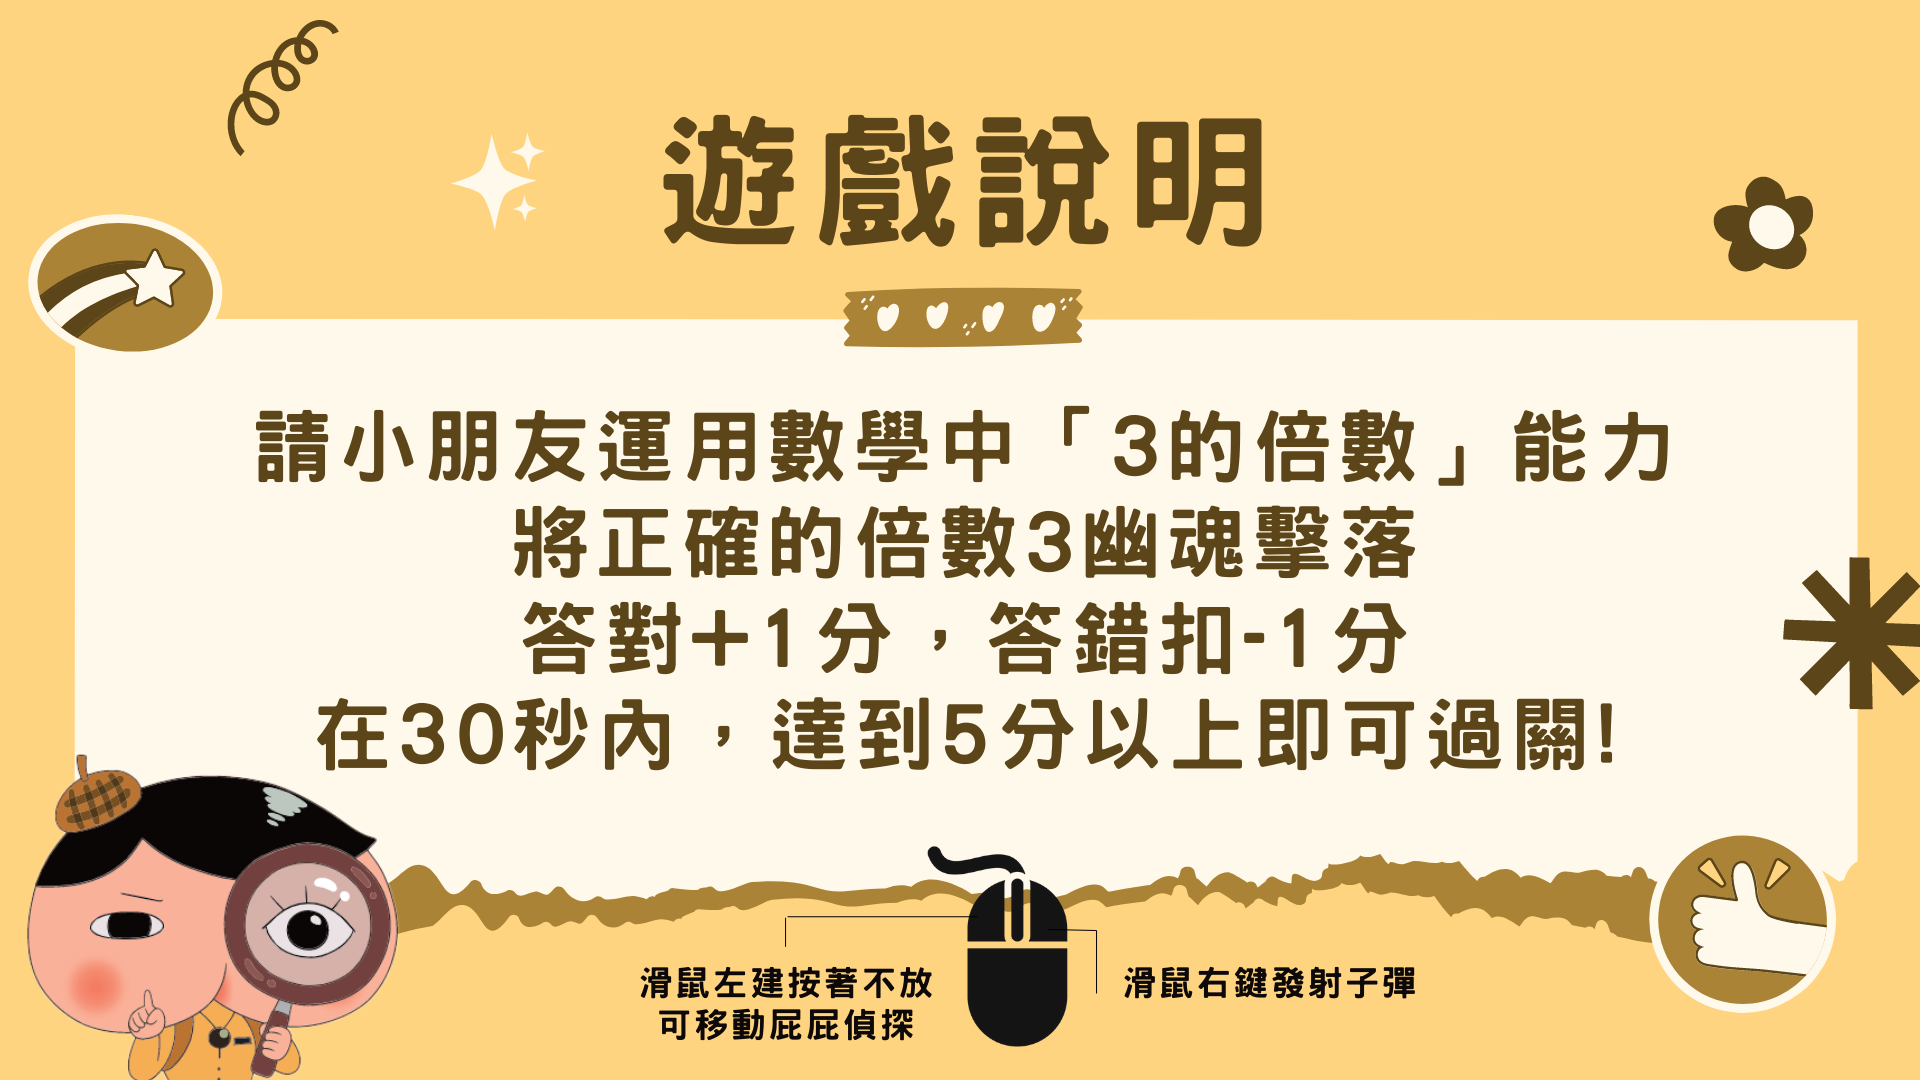 遊戲說明
請小朋友運用數學中「3的倍數」能力
將正確的倍數3幽魂擊落
答對+1分，答錯扣-1分
在30秒內，達到5分以上即可過關!
滑鼠左建按著不放
可移動屁屁偵探
滑鼠右鍵發射子彈